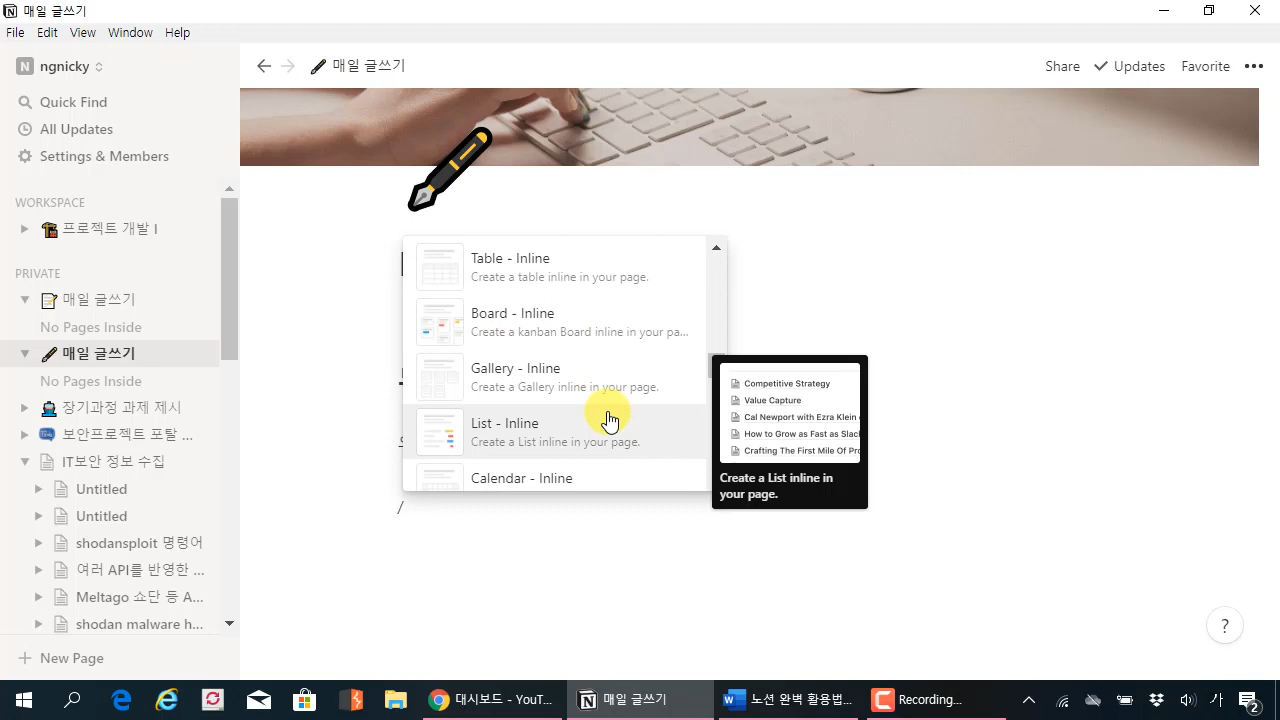 매일 글쓰기
File Edit View Window Help
N ngnicky
매일 글쓰기
Share Updates Favorite
Quick Find
All Updates
Settings & Members
WORKSPACE
프로젝트 개발 I
PRIVATE
매일 글쓰기
No Pages Inside
매일 글쓰기
No Pages Inside
장기과정 과제 제시
보안프로젝트 포탈 ...
IT보안 정보 수집
Untitled
Untitled
shodansploit 명령어
여러 API를 반영한 ...
Meltago 쇼단 등 A...
shodan malware h...
New Page
Table - Inline
Create a table inline in your page.
Board - Inline
Create a kanban Board inline in your pa...
Gallery - Inline
Create a Gallery inline in your page.
List - Inline
Create a List inline in your page.
Calendar - Inline
/
Competitive Strategy
Value Capture
Cal Newport with Ezra Klein
How to Grow as Fast as Slac
Crafting The First Mile Of Pr
Create a List inline in
your page.
?
대시보드 - YouT...
매일 글쓰기
노션 완벽 활용법...
Recording...
가
2